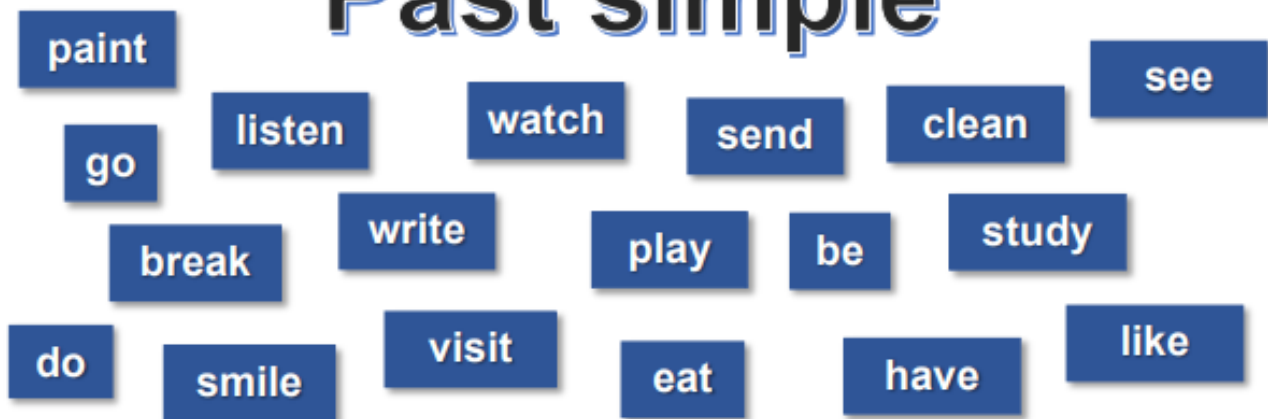 Past simple
paint
see
listen
watch
send
clean
go
write
play
be
study
break
do
smile
visit
eat
have
like